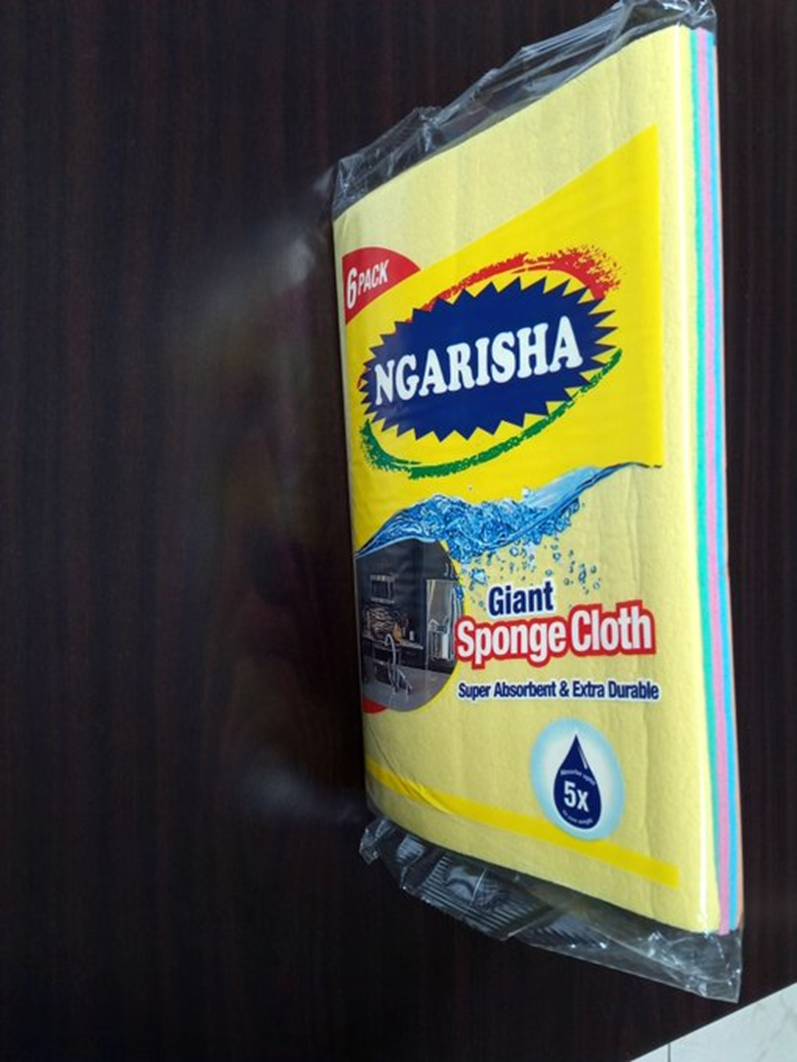 6 PACK
NGARISHA
Giant
Sponge Cloth
Super Absorbent & Extra Durable
5x